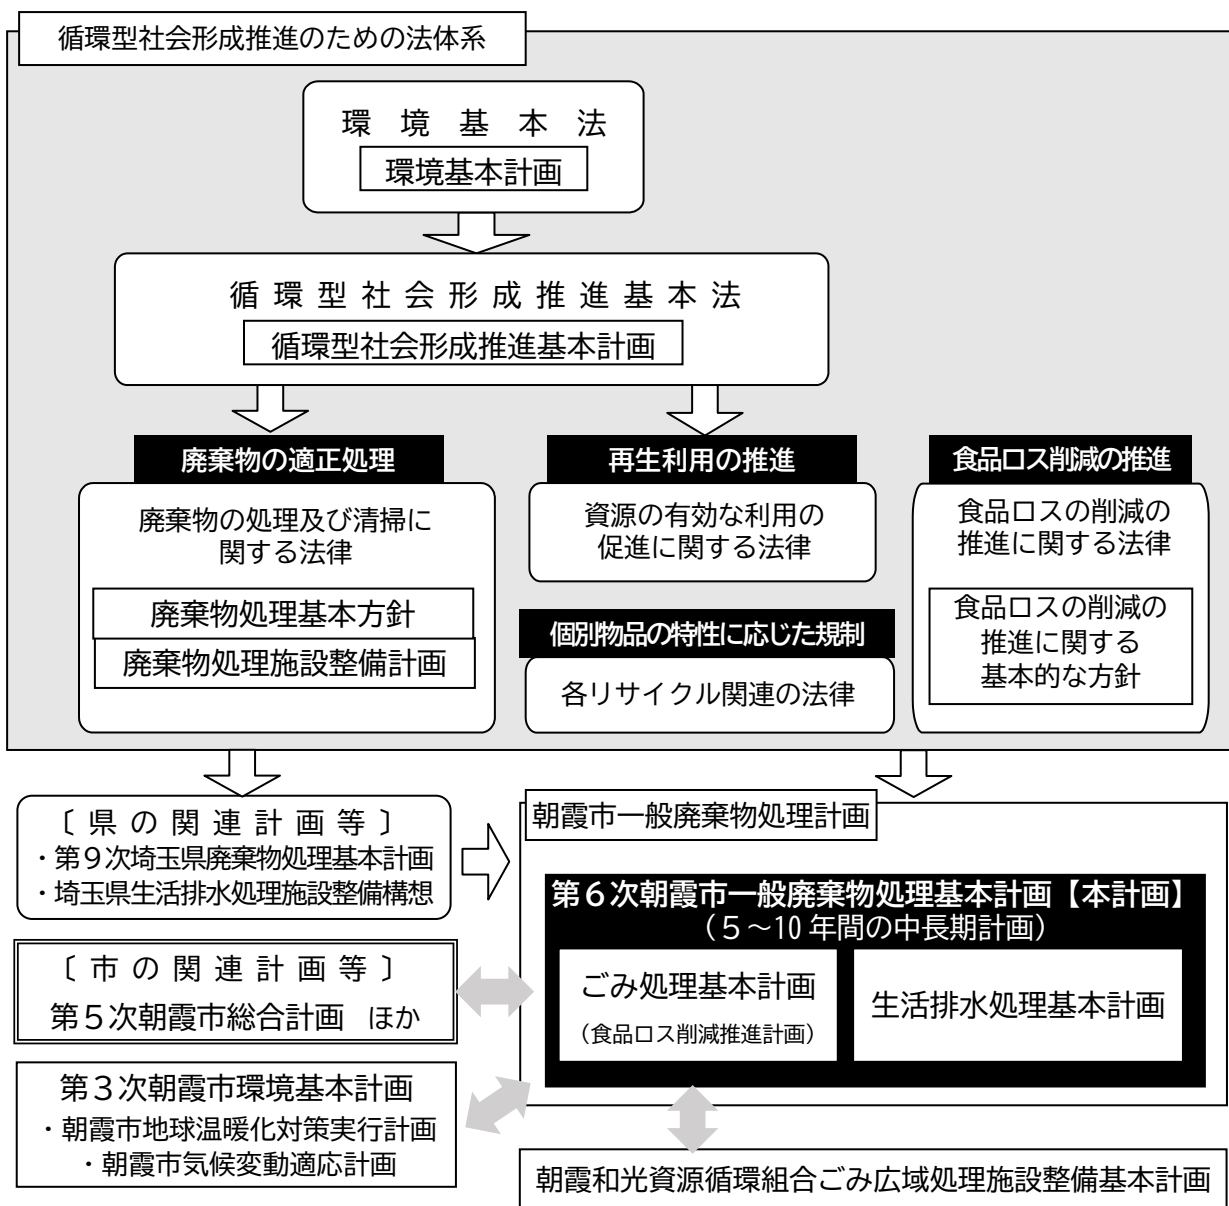 循環型社会形成推進のための法体系
環境基本法
環境基本計画
循環型社会形成推進基本法
循環型社会形成推進基本計画
廃棄物の適正処理
廃棄物の処理及び清掃に
関する法律
廃棄物処理基本方針
廃棄物処理施設整備計画
再生利用の推進
資源の有効な利用の
促進に関する法律
個別物品の特性に応じた規制
各リサイクル関連の法律
食品ロス削減の推進
食品ロスの削減の
推進に関する法律
食品ロスの削減の
推進に関する
基本的な方針
〔県の関連計画等〕
・第９次埼玉県廃棄物処理基本計画
・埼玉県生活排水処理施設整備構想
〔市の関連計画等〕
第５次朝霞市総合計画　ほか
第３次朝霞市環境基本計画
・朝霞市地球温暖化対策実行計画
・朝霞市気候変動適応計画
朝霞市一般廃棄物処理計画
第６次朝霞市一般廃棄物処理基本計画【本計画】
（５～10 年間の中長期計画）
ごみ処理基本計画
（食品ロス削減推進計画）
生活排水処理基本計画
朝霞和光資源循環組合ごみ広域処理施設整備基本計画